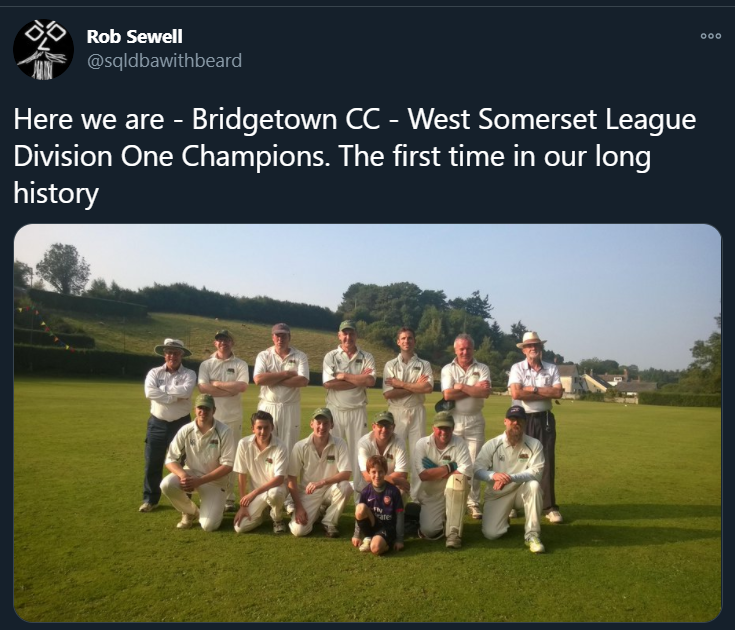 Rob Sewell
@sqldbawithbeard
Here we are - Bridgetown CC - West Somerset League
Division One Champions. The first time in our long
history